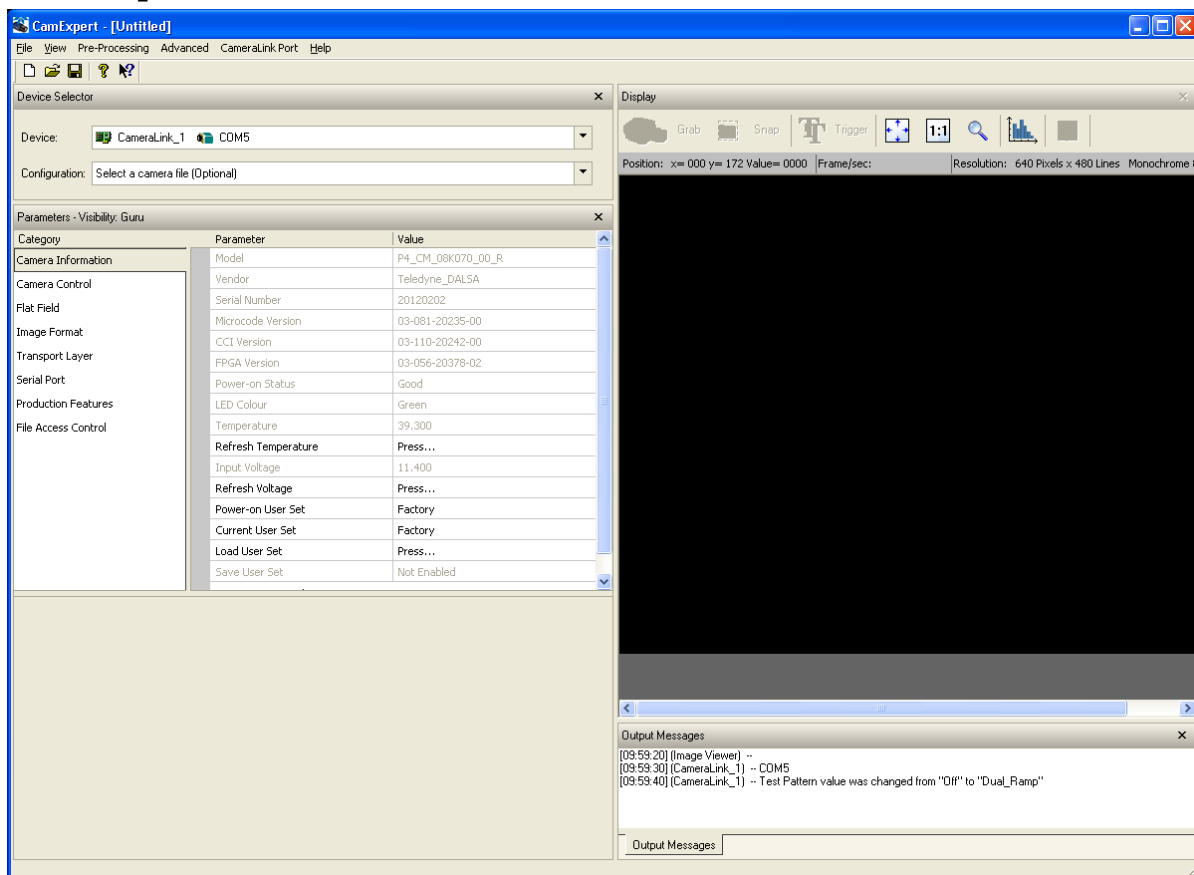 CamExpert - [Untitled]
File View Pre-Processing Advanced CameraLink Port Help
Device Selector
Device: CameraLink_1 COM5
Configuration: Select a camera file (Optional)
Parameters - Visibility: Guru
Category Parameter Value
Camera Information
Camera Control
Flat Field
Image Format
Transport Layer
Serial Port
Production Features
File Access Control
Model P4_CM_08K070_00_R
Vendor Teledyne_DALSA
Serial Number 20120202
Microcode Version 03-081-20235-00
CCI Version 03-110-20242-00
FPGA Version 03-056-20378-02
Power-on Status Good
LED Colour Green
Temperature 39.300
Refresh Temperature Press...
Input Voltage 11.400
Refresh Voltage Press...
Power-on User Set Factory
Current User Set Factory
Load User Set Press...
Save User Set Not Enabled
Display
Grab Snap Trigger 1:1
Position: x= 000 y= 172 Value= 0000 Frame/sec: Resolution: 640 Pixels x 480 Lines Monochrome
Output Messages
[09:59:20] (Image Viewer) --
[09:59:30] (CameraLink_1) -- COM5
[09:59:40] (CameraLink_1) -- Test Pattern value was changed from "Off" to "Dual_Ramp"
Output Messages